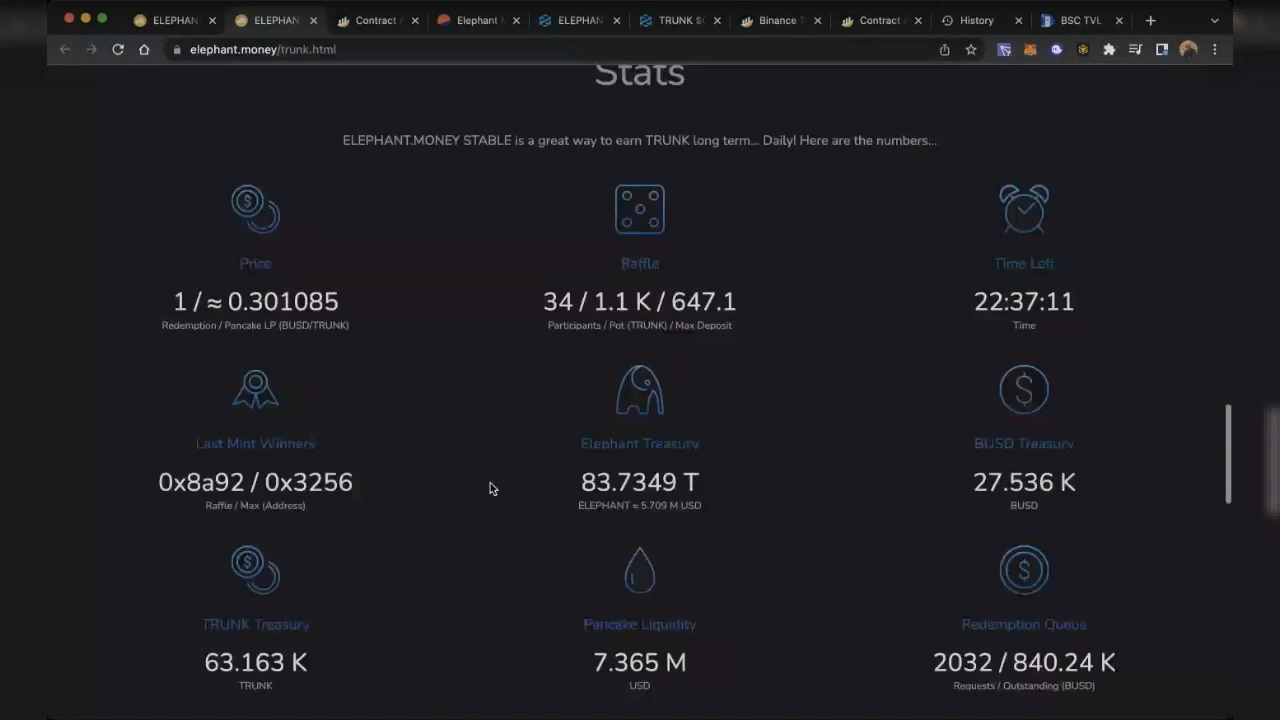 ELEPHAN
ELEPHAN
Contract /
Elephant M
ELEPHAN
TRUNK $
Binance T
Contract /
History
BSC TVL
elephant.money/trunk.html
Stats
ELEPHANT.MONEY STABLE is a great way to earn TRUNK long term... Daily! Here are the numbers...
Price
Raffle
Time Left
1 / ≈ 0.301085
34 / 1.1 K / 647.1
22:37:11
Redemption / Pancake LP (BUSD/TRUNK)
Participants / Pot (TRUNK) / Max Deposit
Time
Last Mint Winners
Elephant Treasury
BUSD Treasury
0x8a92 / 0x3256
83.7349 T
27.536 K
Raffle / Max (Address)
ELEPHANT ≈ 5.709 M USD
BUSD
TRUNK Treasury
Pancake Liquidity
Redemption Queue
63.163 K
7.365 M
2032 / 840.24 K
TRUNK
USD
Requests / Outstanding (BUSD)